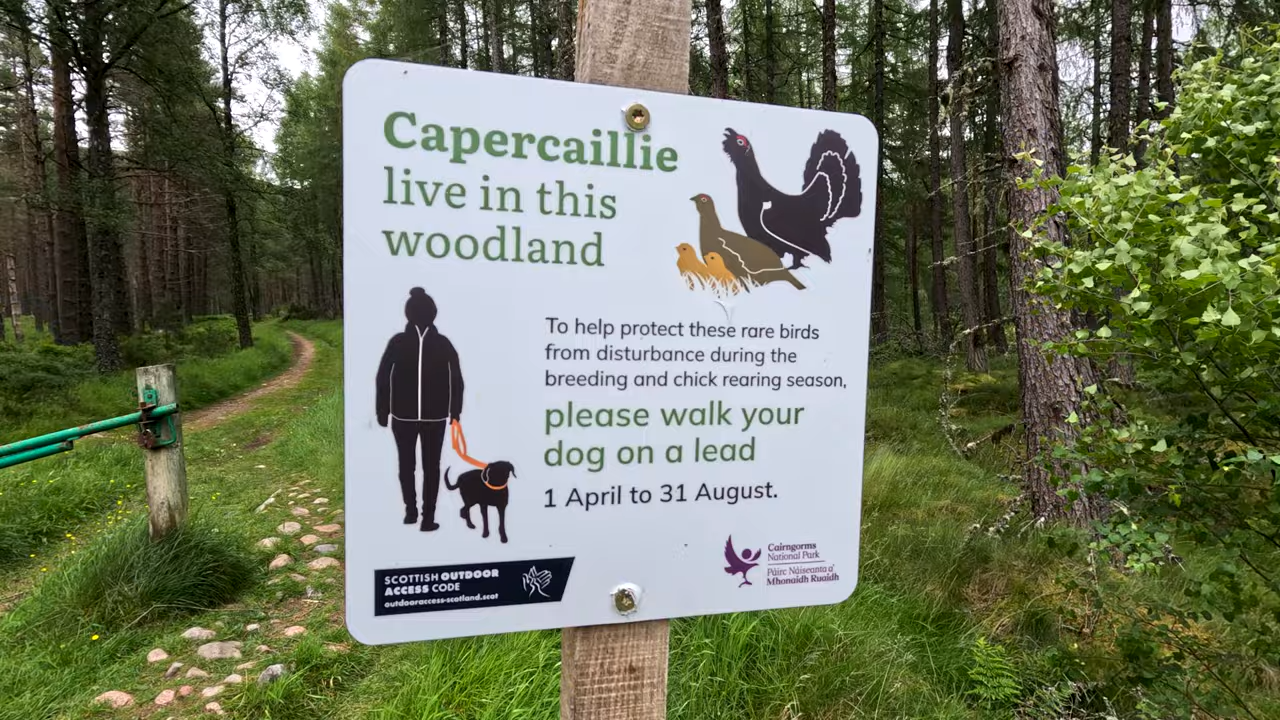 Capercaillie
live in this
woodland
To help protect these rare birds
from disturbance during the
breeding and chick rearing season,
please walk your
dog on a lead
1 April to 31 August.
SCOTTISH OUTDOOR
ACCESS CODE
outdooraccess-scotland.scot
Cairngorms
National Park
Pàirc Nàiseanta a'
Mhonaidh Ruaidh